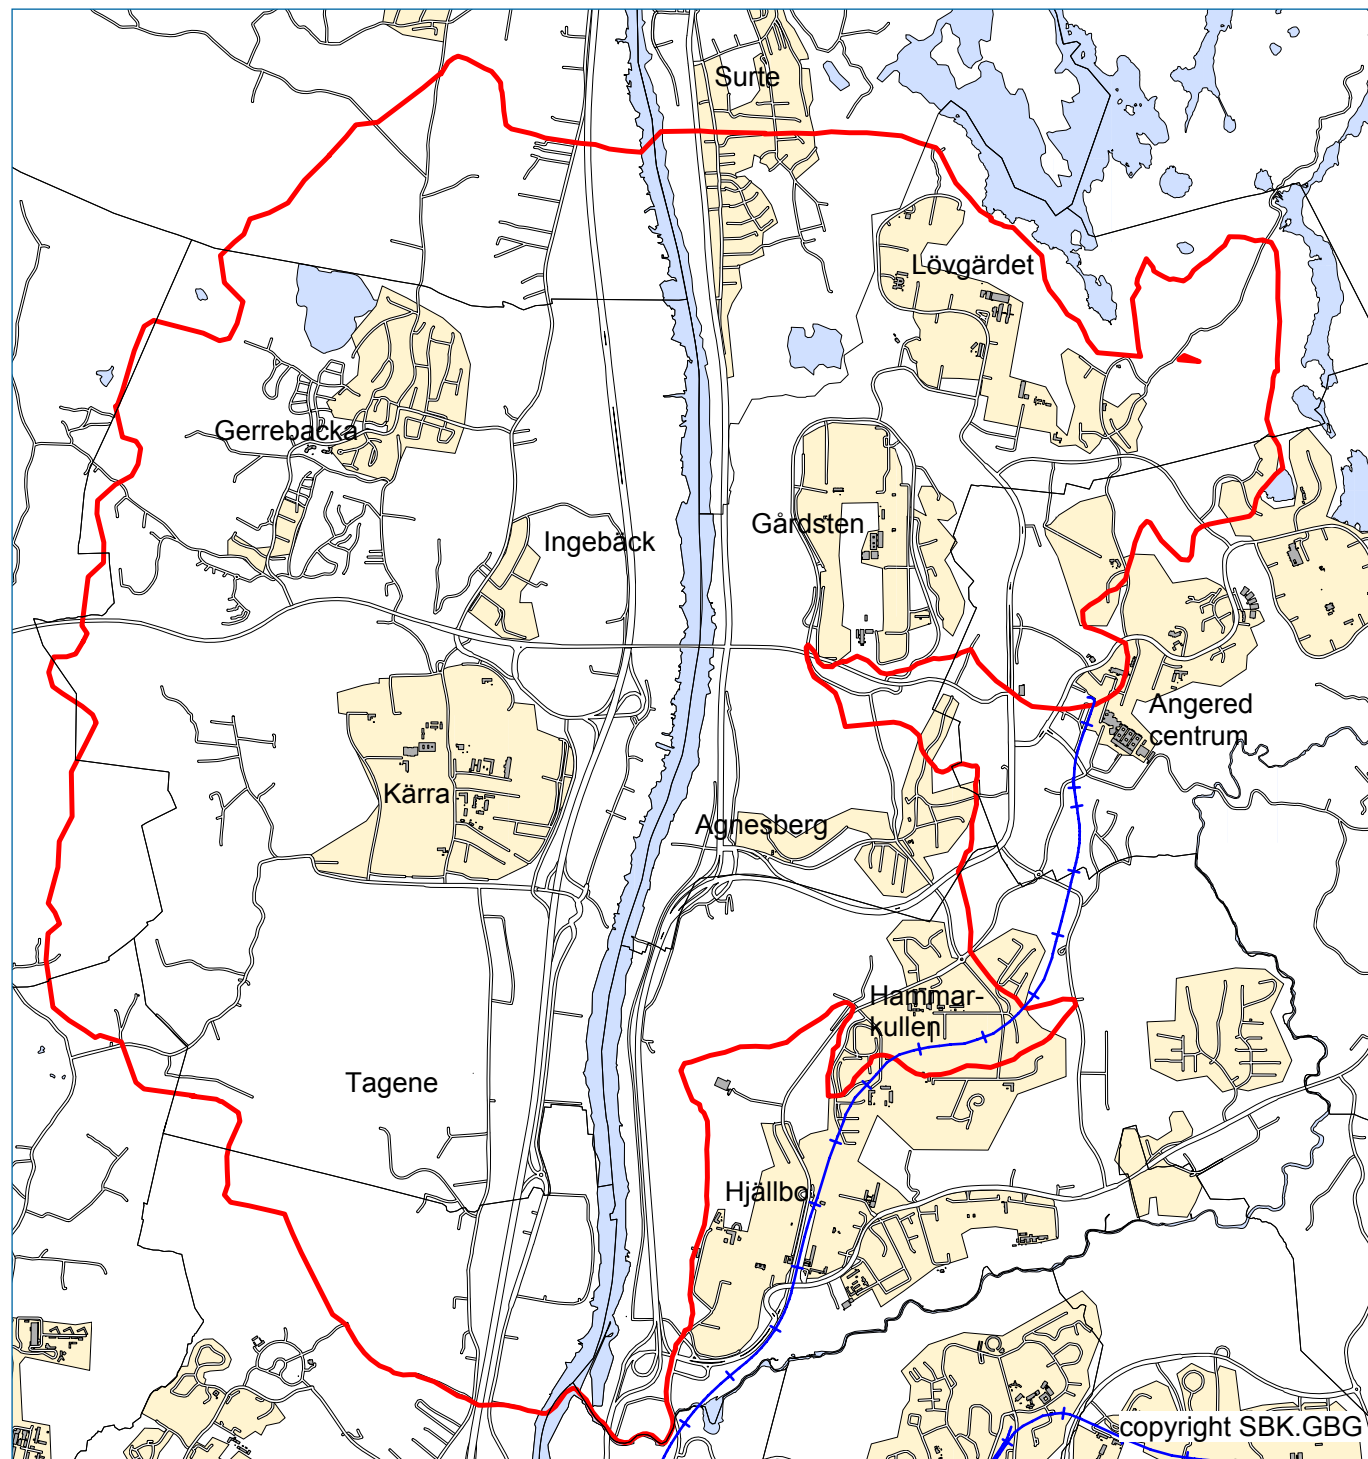 Surte
Lövgärdet
Gerrebacka
Gårdsten
Ingebäck
Angered
centrum
Kärra
Agnesberg
Hammar-
kullen
Tagene
Hjällbo
copyright SBK.GBG